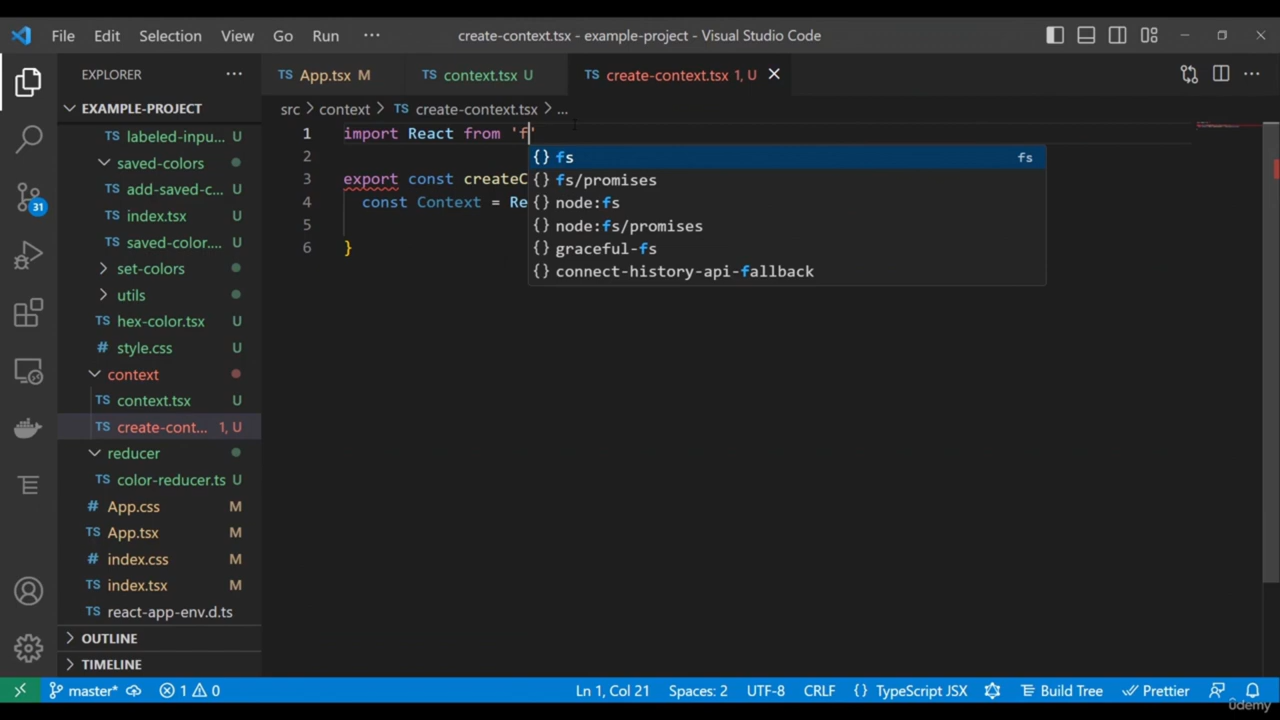 File Edit Selection View Go Run ··· create-context.tsx - example-project - Visual Studio Code
EXPLORER ···
TS App.tsx M TS context.tsx U TS create-context.tsx 1, U
EXAMPLE-PROJECT
src > context > TS create-context.tsx > ...
labeled-inpu...
saved-colors
add-saved-c... U
index.tsx U
saved-color.... U
set-colors
utils
hex-color.tsx U
# style.css U
context
TS context.tsx U
TS create-cont... 1, U
reducer
TS color-reducer.ts U
# App.css M
TS App.tsx M
# index.css M
TS index.tsx M
react-app-env.d.ts
OUTLINE
TIMELINE
31
1 import React from 'f'
2
3 export const createC
4 const Context = Re
5
6 }
{} fs fs
{} fs/promises
{} node:fs
{} node:fs/promises
{} graceful-fs
{} connect-history-api-fallback
master* 1 0 Ln 1, Col 21 Spaces: 2 UTF-8 CRLF {} TypeScript JSX Build Tree Prettier
ûdemy